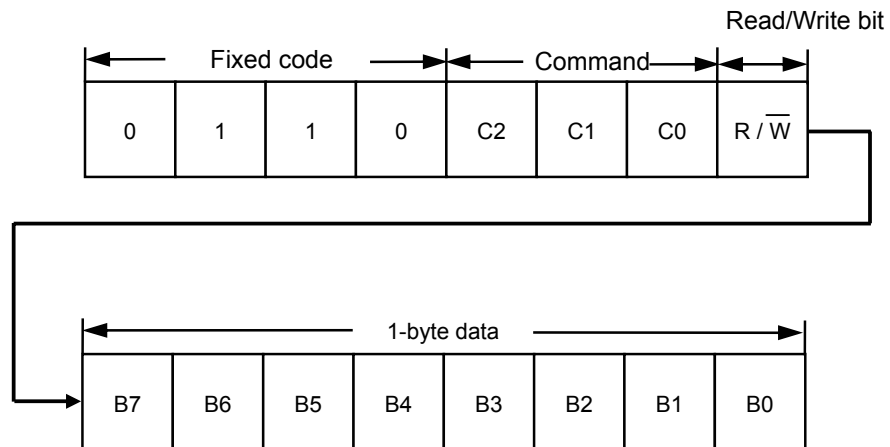 Read/Write bit
Fixed code Command
0 1 1 0 C2 C1 C0 R / W̅
1-byte data
B7 B6 B5 B4 B3 B2 B1 B0